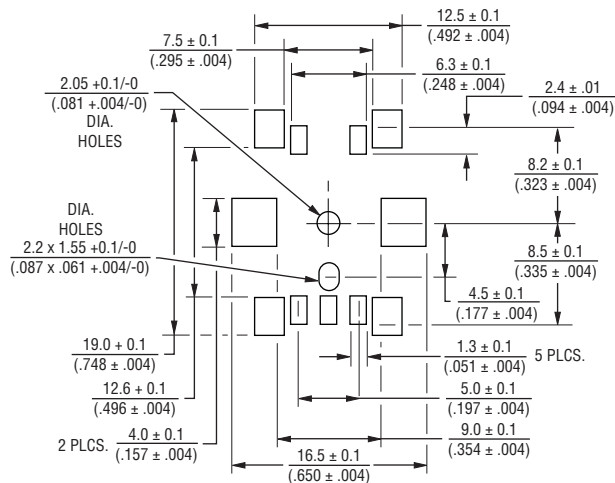 12.5 ± 0.1
(.492 ± .004)
7.5 ± 0.1
(.295 ± .004)
6.3 ± 0.1
(.248 ± .004)
2.05 +0.1/-0
(.081 +.004/-0)
DIA.
HOLES
2.4 ± .01
(.094 ± .004)
8.2 ± 0.1
(.323 ± .004)
DIA.
HOLES
2.2 x 1.55 +0.1/-0
(.087 x .061 +.004/-0)
8.5 ± 0.1
(.335 ± .004)
4.5 ± 0.1
(.177 ± .004)
19.0 + 0.1
(.748 ± .004)
1.3 ± 0.1
(.051 ± .004)
5 PLCS.
12.6 + 0.1
(.496 ± .004)
5.0 ± 0.1
(.197 ± .004)
2 PLCS.
4.0 ± 0.1
(.157 ± .004)
9.0 ± 0.1
(.354 ± .004)
16.5 ± 0.1
(.650 ± .004)